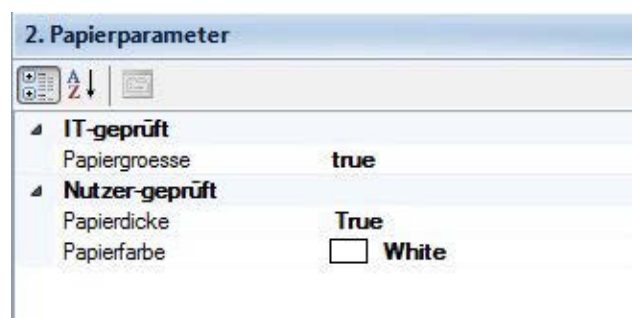 2. Papierparameter
A Z
IT-geprüft
Papiergroesse true
Nutzer-geprüft
Papierdicke True
Papierfarbe White